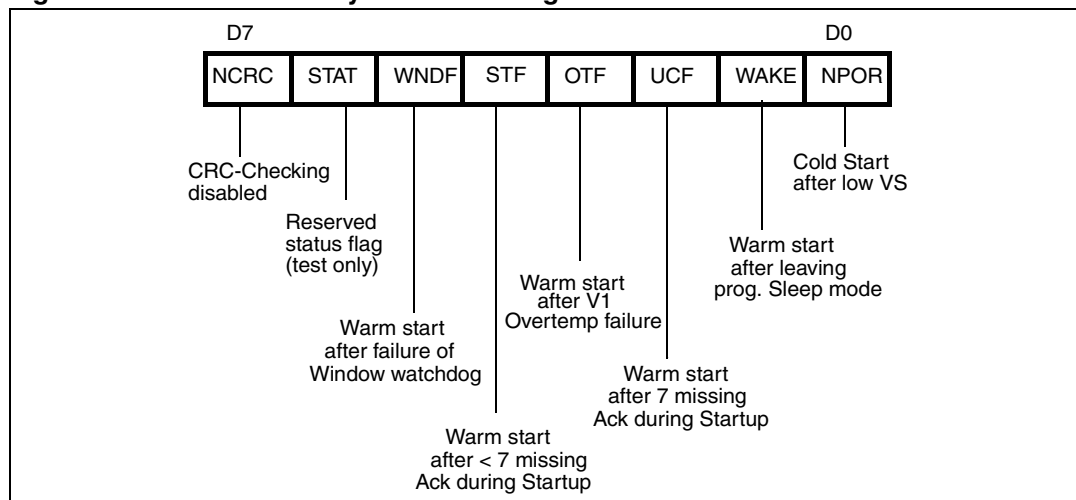 D7 D0
NCRC STAT WNDF STF OTF UCF WAKE NPOR
CRC-Checking
disabled
Reserved
status flag
(test only)
Warm start
after failure of
Window watchdog
Warm start
after < 7 missing
Ack during Startup
Warm start
after V1
Overtemp failure
Warm start
after 7 missing
Ack during Startup
Warm start
after leaving
prog. Sleep mode
Cold Start
after low VS